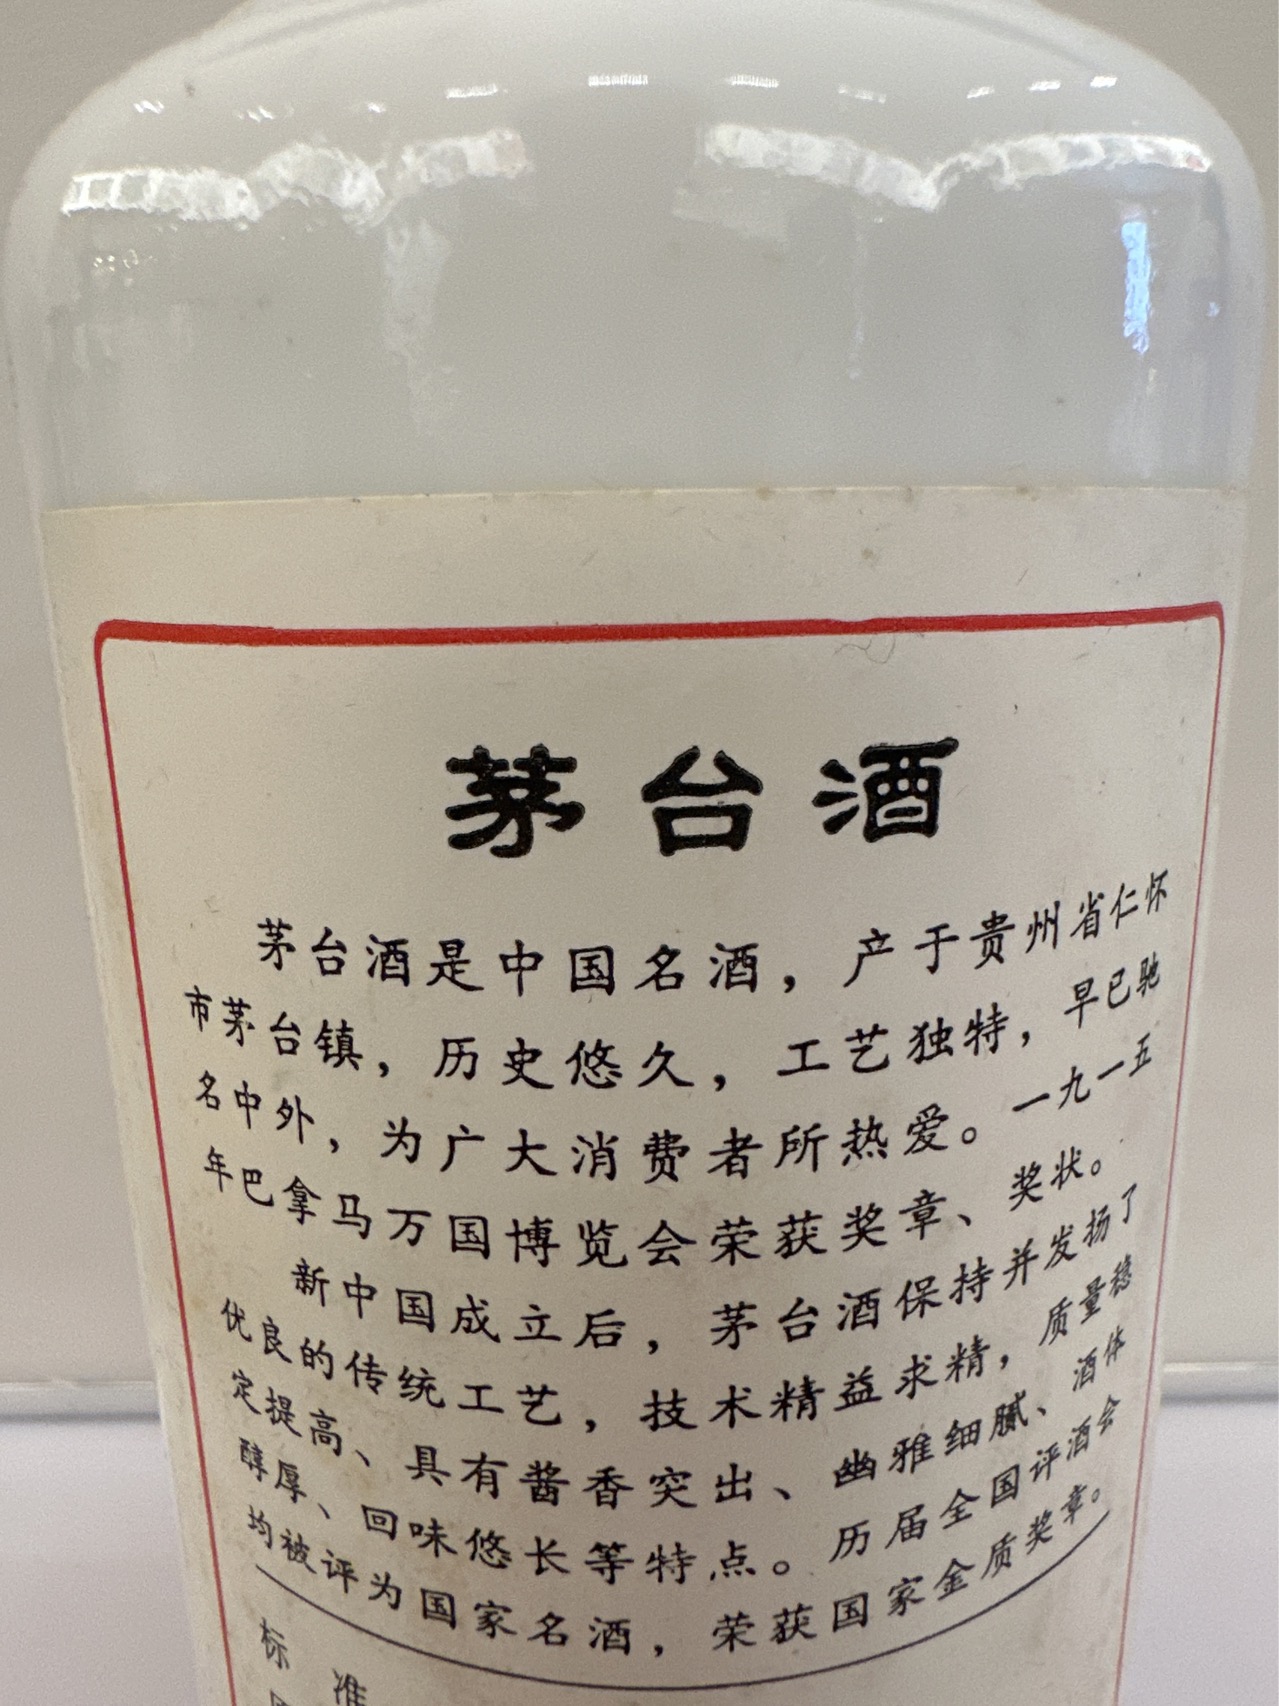 茅台酒
茅台酒是中国名酒，产于贵州省仁怀
市茅台镇，历史悠久，工艺独特，早已驰
名中外，为广大消费者所热爱。一九一五
年巴拿马万国博览会荣获奖章、奖状。
新中国成立后，茅台酒保持并发扬了
优良的传统工艺，技术精益求精，质量稳
定提高、具有酱香突出、幽雅细腻、酒体
醇厚、回味悠长等特点。历届全国评酒会
均被评为国家名酒，荣获国家金质奖章。
标准